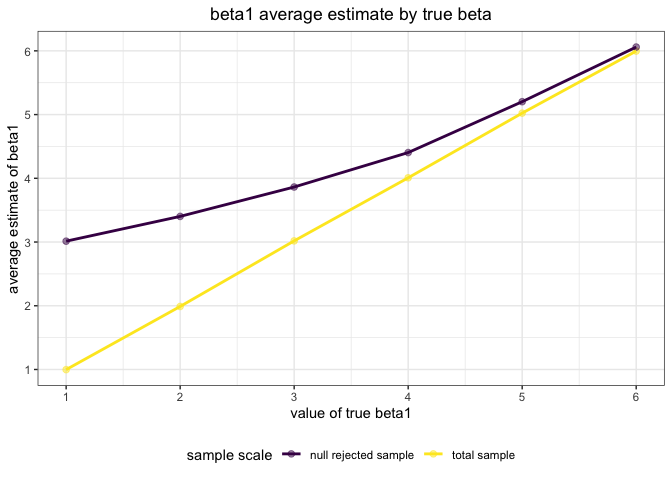 beta1 average estimate by true beta
average estimate of beta1
6
5
4
3
2
1
1 2 3 4 5 6
value of true beta1
sample scale null rejected sample total sample